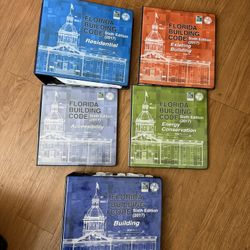 FLORIDA
BUILDING
CODE Sixth Edition
(2017)
Residential
FLORIDA
BUILDING
CODE Sixth Edition
(2017)
Existing
Building
FLORIDA
BUILDING
CODE Sixth Edition
(2017)
Accessibility
FLORIDA
BUILDING
CODE Sixth Edition
(2017)
Energy
Conservation
FLORIDA
BUILDING
CODE Sixth Edition
(2017)
Building